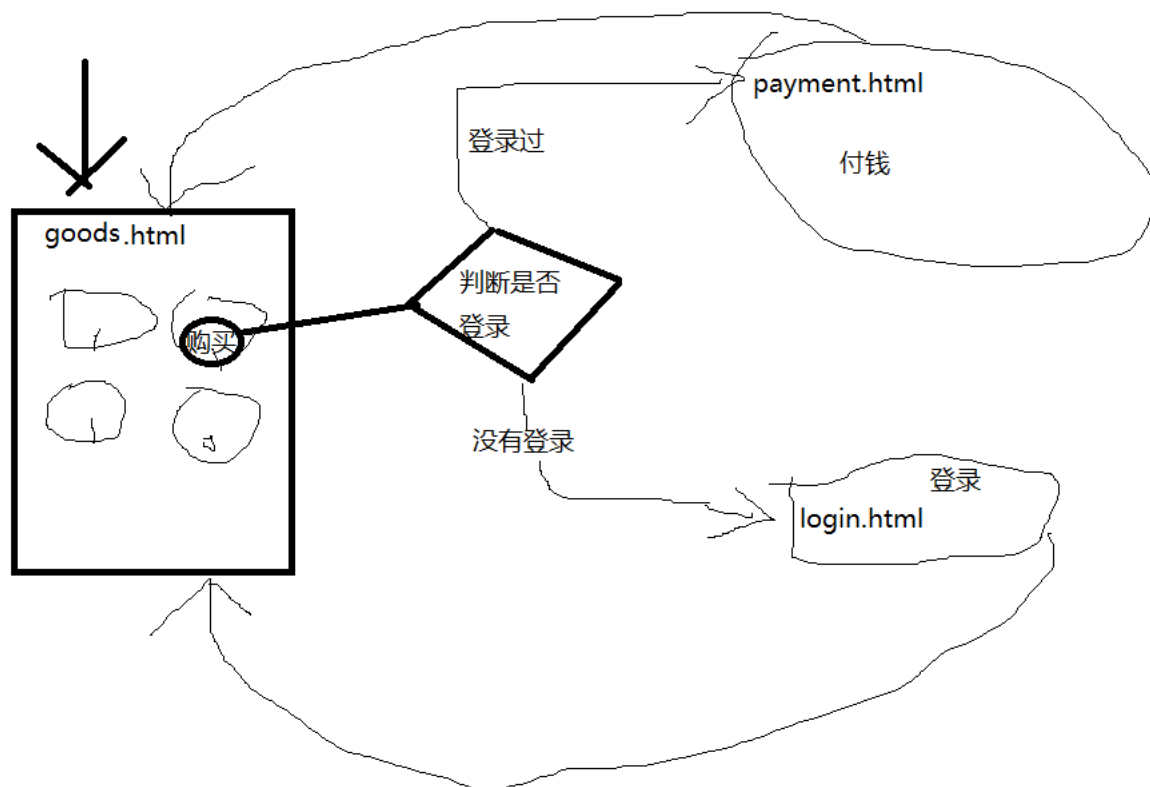 payment.html
登录过
付钱
goods.html
判断是否
登录
购买
没有登录
登录
login.html